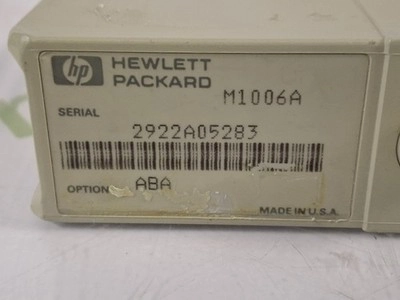 hp HEWLETT
PACKARD
M1006A
SERIAL
2922A05283
OPTION ABA
MADE IN U.S.A.